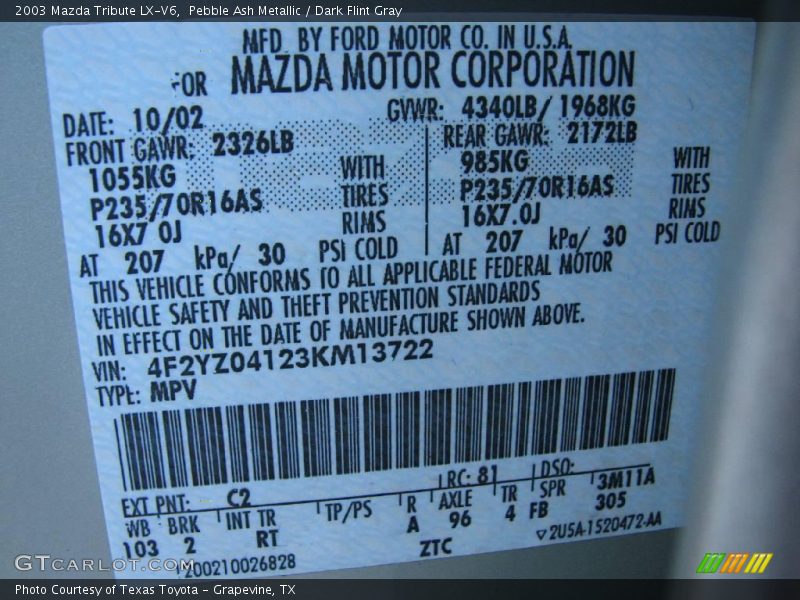 2003 Mazda Tribute LX-V6,  Pebble Ash Metallic / Dark Flint Gray
MFD. BY FORD MOTOR CO. IN U.S.A.
FOR MAZDA MOTOR CORPORATION
DATE: 10/02 GVWR: 4340LB/ 1968KG
FRONT GAWR: 2326LB REAR GAWR: 2172LB
1055KG WITH 985KG WITH
P235/70R16AS TIRES P235/70R16AS TIRES
16X7.0J RIMS 16X7.0J RIMS
AT 207 kPa/ 30 PSI COLD AT 207 kPa/ 30 PSI COLD
THIS VEHICLE CONFORMS TO ALL APPLICABLE FEDERAL MOTOR
VEHICLE SAFETY AND THEFT PREVENTION STANDARDS
IN EFFECT ON THE DATE OF MANUFACTURE SHOWN ABOVE.
VIN: 4F2YZ04123KM13722
TYPE: MPV
EXT PNT: C2 RC: 81 DSO:
WB BRK INT TR TP/PS R AXLE TR SPR 3M11A
103 2 RT A 96 4 FB 305
200210026828 ZTC 2U5A-1520472-AA
GTCarLot.com
Photo Courtesy of Texas Toyota - Grapevine, TX